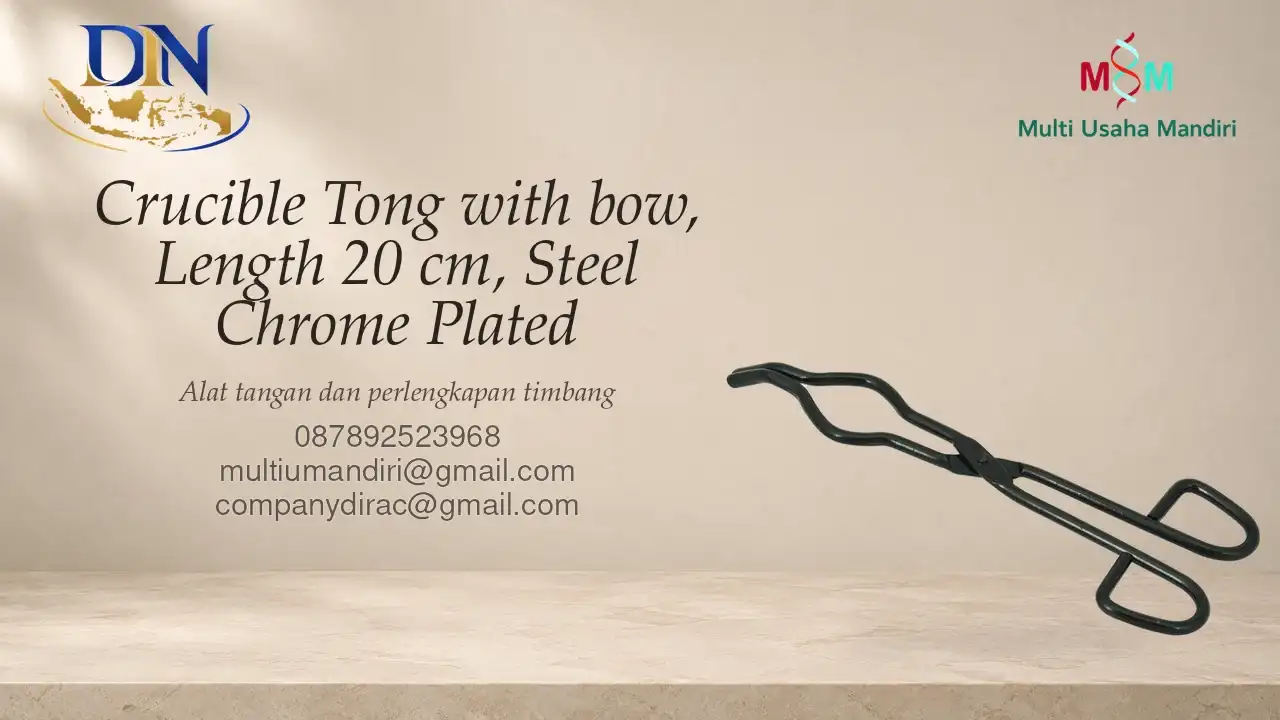 DN
MSM
Multi Usaha Mandiri
Crucible Tong with bow,
Length 20 cm, Steel
Chrome Plated
Alat tangan dan perlengkapan timbang
087892523968
multiumandiri@gmail.com
companydirac@gmail.com